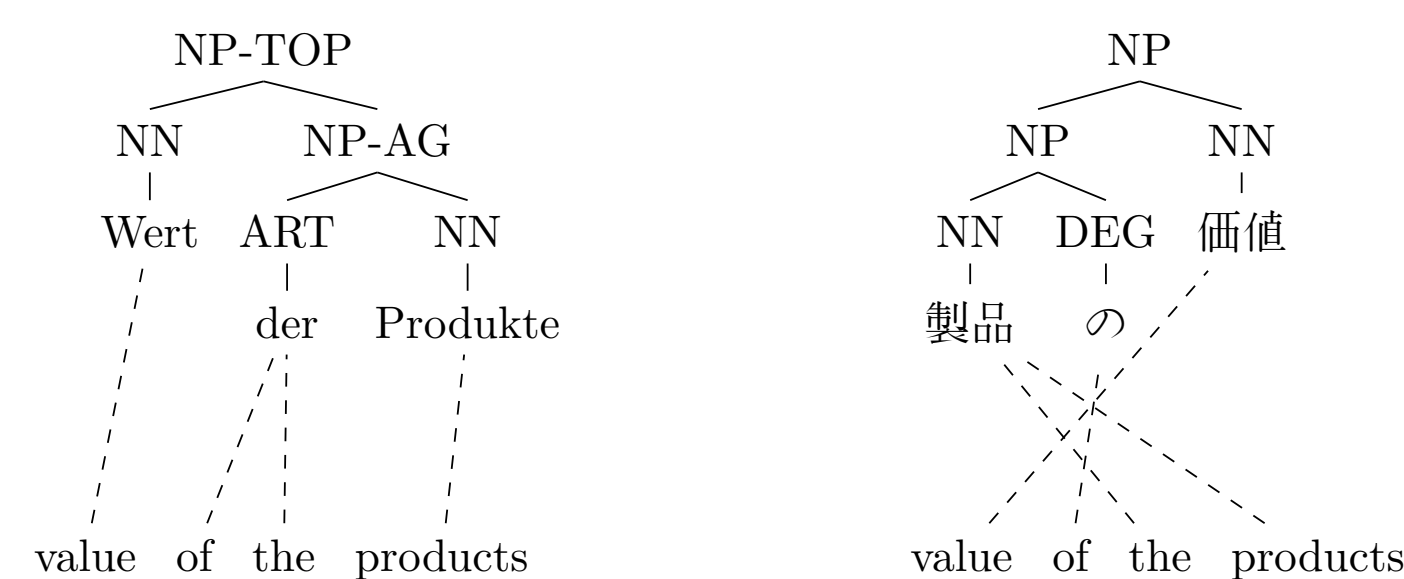 NP-TOP NP
NN NP-AG NP NN
Wert ART NN NN DEG 価値
der Produkte 製品 の
value of the products value of the products